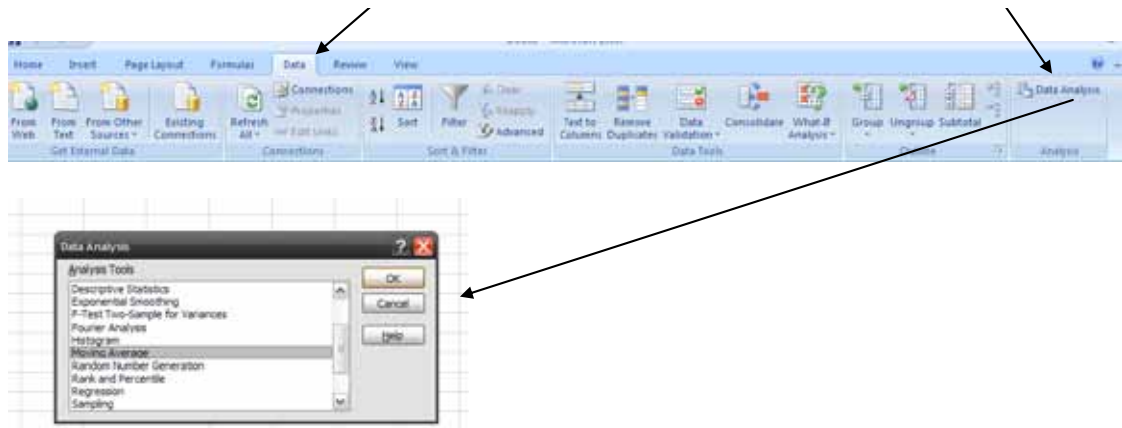 Home Insert Page Layout Formulas Data Review View
From Web
From Text
From Other Sources
Existing Connections
Get External Data
Refresh All
Connections
Properties
Edit Links
Connections
Sort
Filter
Clear
Reapply
Advanced
Sort & Filter
Text to Columns
Remove Duplicates
Data Validation
Consolidate
What-If Analysis
Data Tools
Group
Ungroup
Subtotal
Outline
Data Analysis
Analysis
Data Analysis
?
Analysis Tools
Descriptive Statistics
Exponential Smoothing
F-Test Two-Sample for Variances
Fourier Analysis
Histogram
Moving Average
Random Number Generation
Rank and Percentile
Regression
Sampling
OK
Cancel
Help